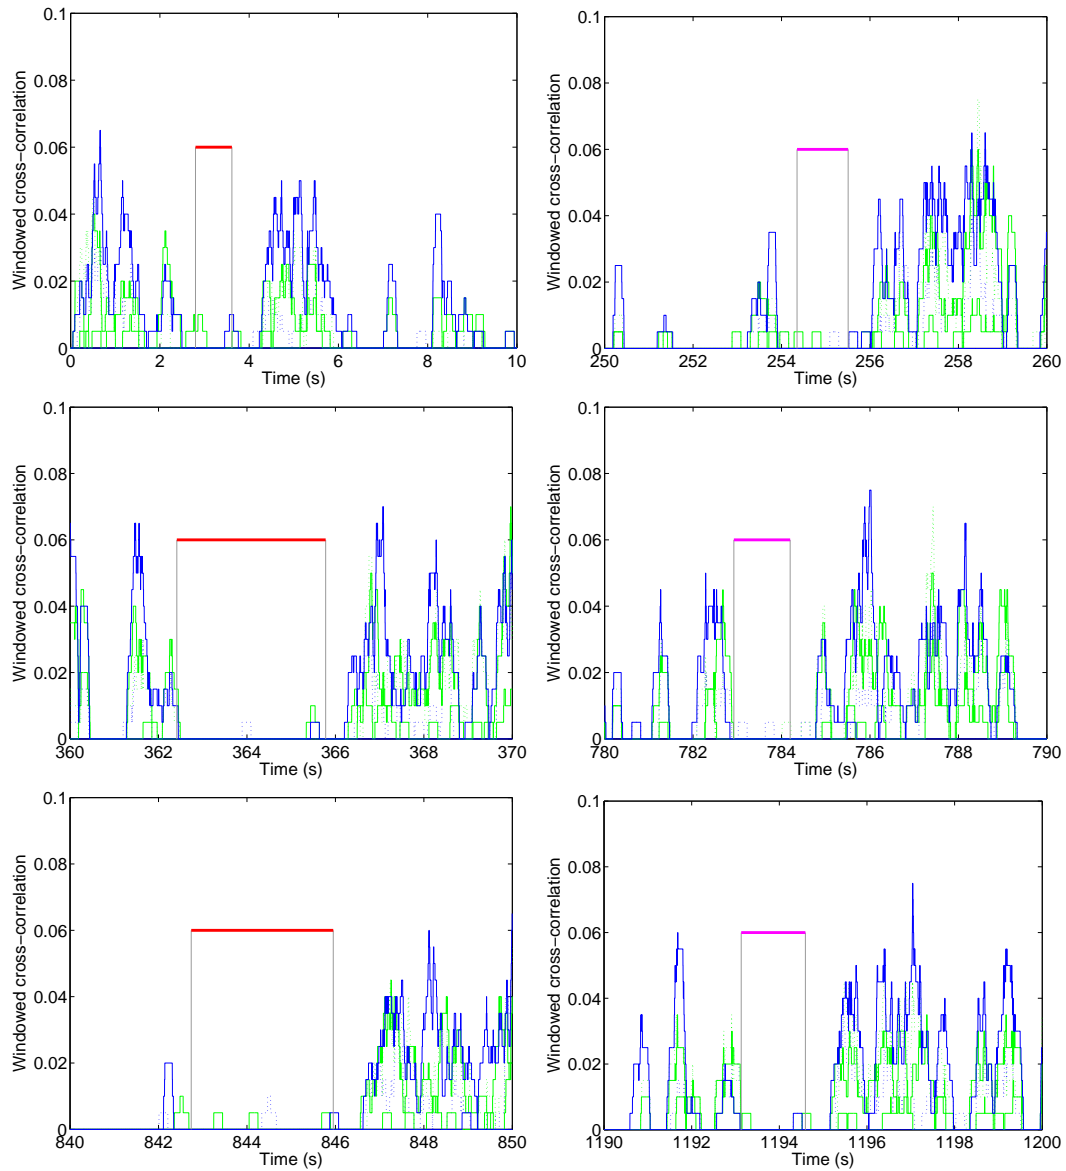 0.1
0.08
0.06
0.04
0.02
0
Windowed cross−correlation
0 2 4 6 8 10
Time (s)
0.1
0.08
0.06
0.04
0.02
0
Windowed cross−correlation
250 252 254 256 258 260
Time (s)
0.1
0.08
0.06
0.04
0.02
0
Windowed cross−correlation
360 362 364 366 368 370
Time (s)
0.1
0.08
0.06
0.04
0.02
0
Windowed cross−correlation
780 782 784 786 788 790
Time (s)
0.1
0.08
0.06
0.04
0.02
0
Windowed cross−correlation
840 842 844 846 848 850
Time (s)
0.1
0.08
0.06
0.04
0.02
0
Windowed cross−correlation
1190 1192 1194 1196 1198 1200
Time (s)